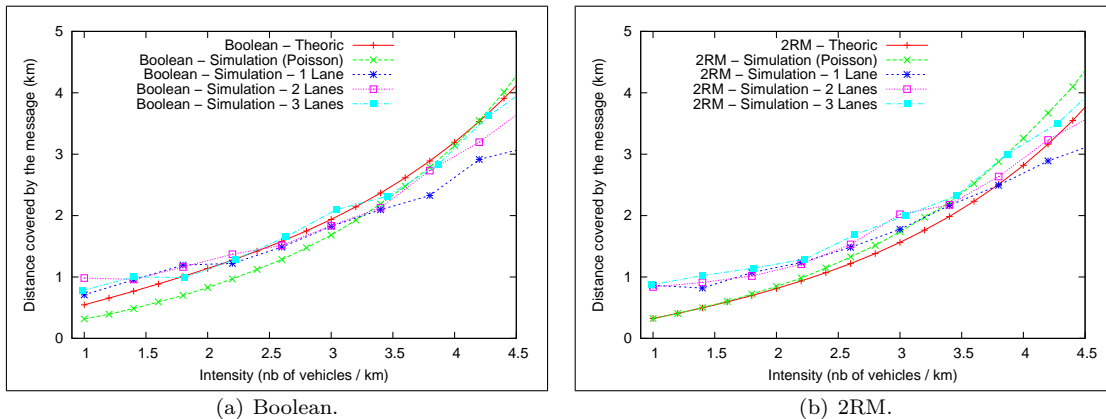 5
4
3
2
1
0
1
1.5
2
2.5
3
3.5
4
4.5
Distance covered by the message (km)
Intensity (nb of vehicles / km)
Boolean − Theoric
Boolean − Simulation (Poisson)
Boolean − Simulation − 1 Lane
Boolean − Simulation − 2 Lanes
Boolean − Simulation − 3 Lanes
(a) Boolean.
5
4
3
2
1
0
1
1.5
2
2.5
3
3.5
4
4.5
Distance covered by the message (km)
Intensity (nb of vehicles / km)
2RM − Theoric
2RM − Simulation (Poisson)
2RM − Simulation − 1 Lane
2RM − Simulation − 2 Lanes
2RM − Simulation − 3 Lanes
(b) 2RM.